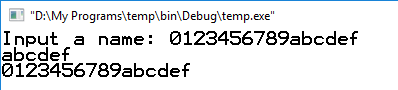 "D:\My Programs\temp\bin\Debug\temp.exe"
Input a name: 0123456789abcdef
abcdef
0123456789abcdef